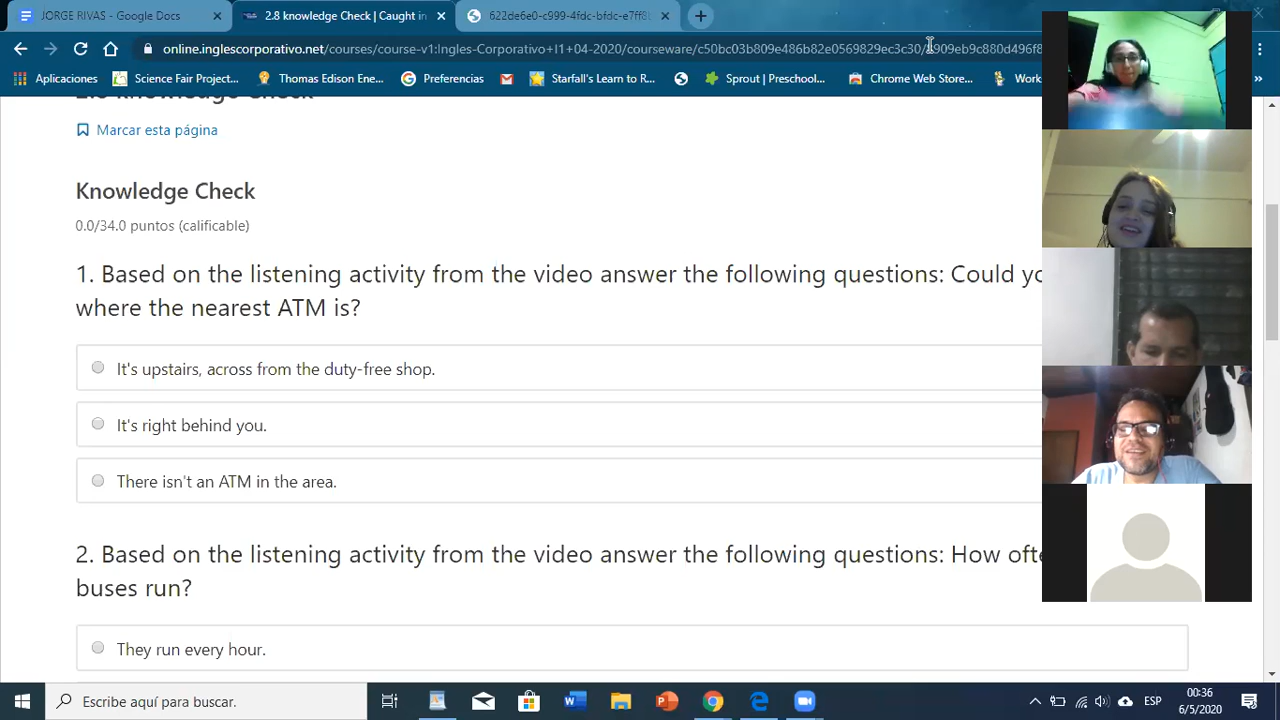 JORGE RIVAS - Google Docs
2.8 knowledge Check | Caught in
622de6e0-c999-4fdc-bfdc-e7ff8
online.inglescorporativo.net/courses/course-v1:Ingles-Corporativo+I1+04-2020/courseware/c50bc03b809e486b82e0569829ec3c30/3909eb9c880d496f8
Aplicaciones
Science Fair Project...
Thomas Edison Ene...
Preferencias
Starfall's Learn to R...
Sprout | Preschool...
Chrome Web Store...
Work
»
2.8 knowledge Check
Marcar esta página
Knowledge Check
0.0/34.0 puntos (calificable)
1. Based on the listening activity from the video answer the following questions: Could yo
where the nearest ATM is?
It's upstairs, across from the duty-free shop.
It's right behind you.
There isn't an ATM in the area.
2. Based on the listening activity from the video answer the following questions: How ofte
buses run?
They run every hour.
Escribe aquí para buscar.
ESP
00:36
6/5/2020